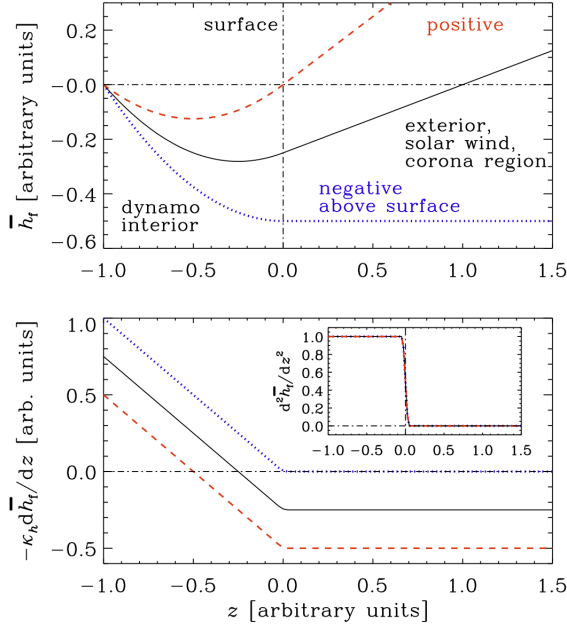 0.2
-0.0
-0.2
-0.4
-0.6
h̅_f [arbitrary units]
surface
positive
exterior,
solar wind,
corona region
negative
above surface
dynamo
interior
-1.0 -0.5 0.0 0.5 1.0 1.5
1.0
0.5
0.0
-0.5
-κ_h dh̅_f/dz [arb. units]
1.0
0.8
0.6
0.4
0.2
0.0
d²h̅_f/dz²
-1.0 -0.5 0.0 0.5 1.0 1.5
-1.0 -0.5 0.0 0.5 1.0 1.5
z [arbitrary units]